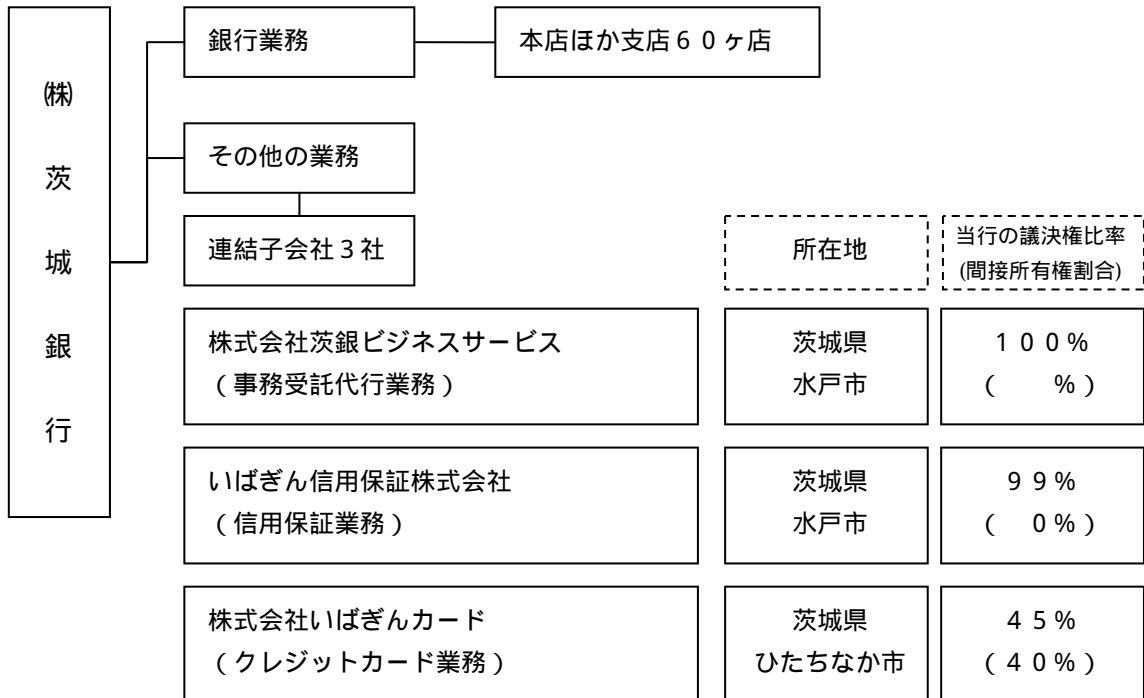 ㈱茨城銀行
銀行業務
本店ほか支店６０ヶ店
その他の業務
連結子会社３社
所在地
当行の議決権比率
(間接所有権割合)
株式会社茨銀ビジネスサービス
（事務受託代行業務）
茨城県
水戸市
１００％
（　　％）
いばぎん信用保証株式会社
（信用保証業務）
茨城県
水戸市
９９％
（　０％）
株式会社いばぎんカード
（クレジットカード業務）
茨城県
ひたちなか市
４５％
（４０％）